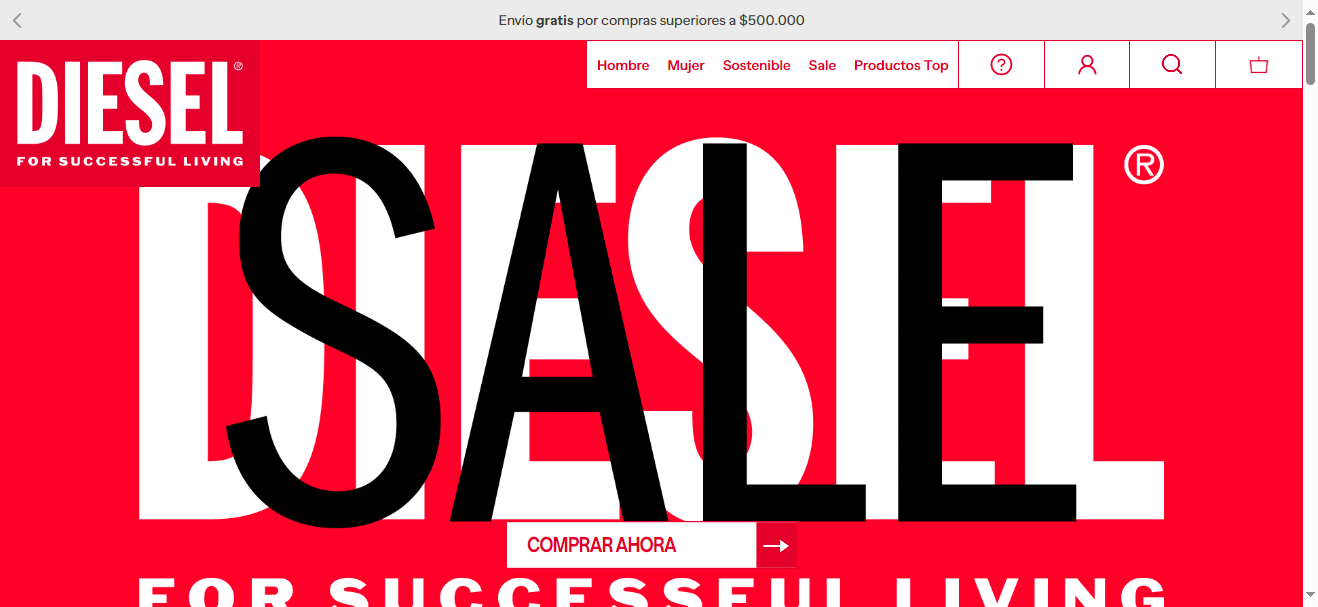 Envío gratis por compras superiores a $500.000
DIESEL®
FOR SUCCESSFUL LIVING
Hombre Mujer Sostenible Sale Productos Top
DIESEL®
SALE
COMPRAR AHORA
FOR SUCCESSFUL LIVING